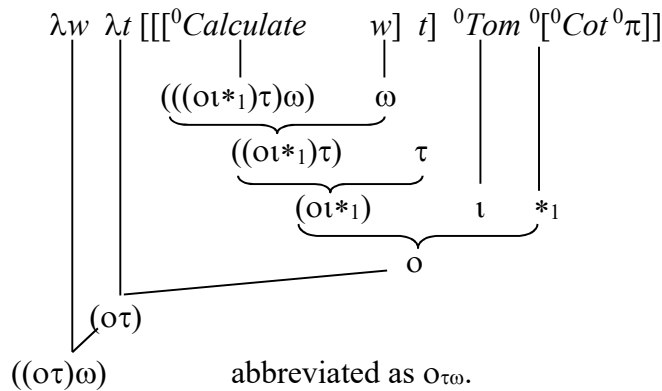 λw λt [[[⁰Calculate w] t] ⁰Tom ⁰[⁰Cot ⁰π]]
(((οι*₁)τ)ω) ω
((οι*₁)τ) τ
(οι*₁) ι *₁
ο
(οτ)
((οτ)ω) abbreviated as οτω.